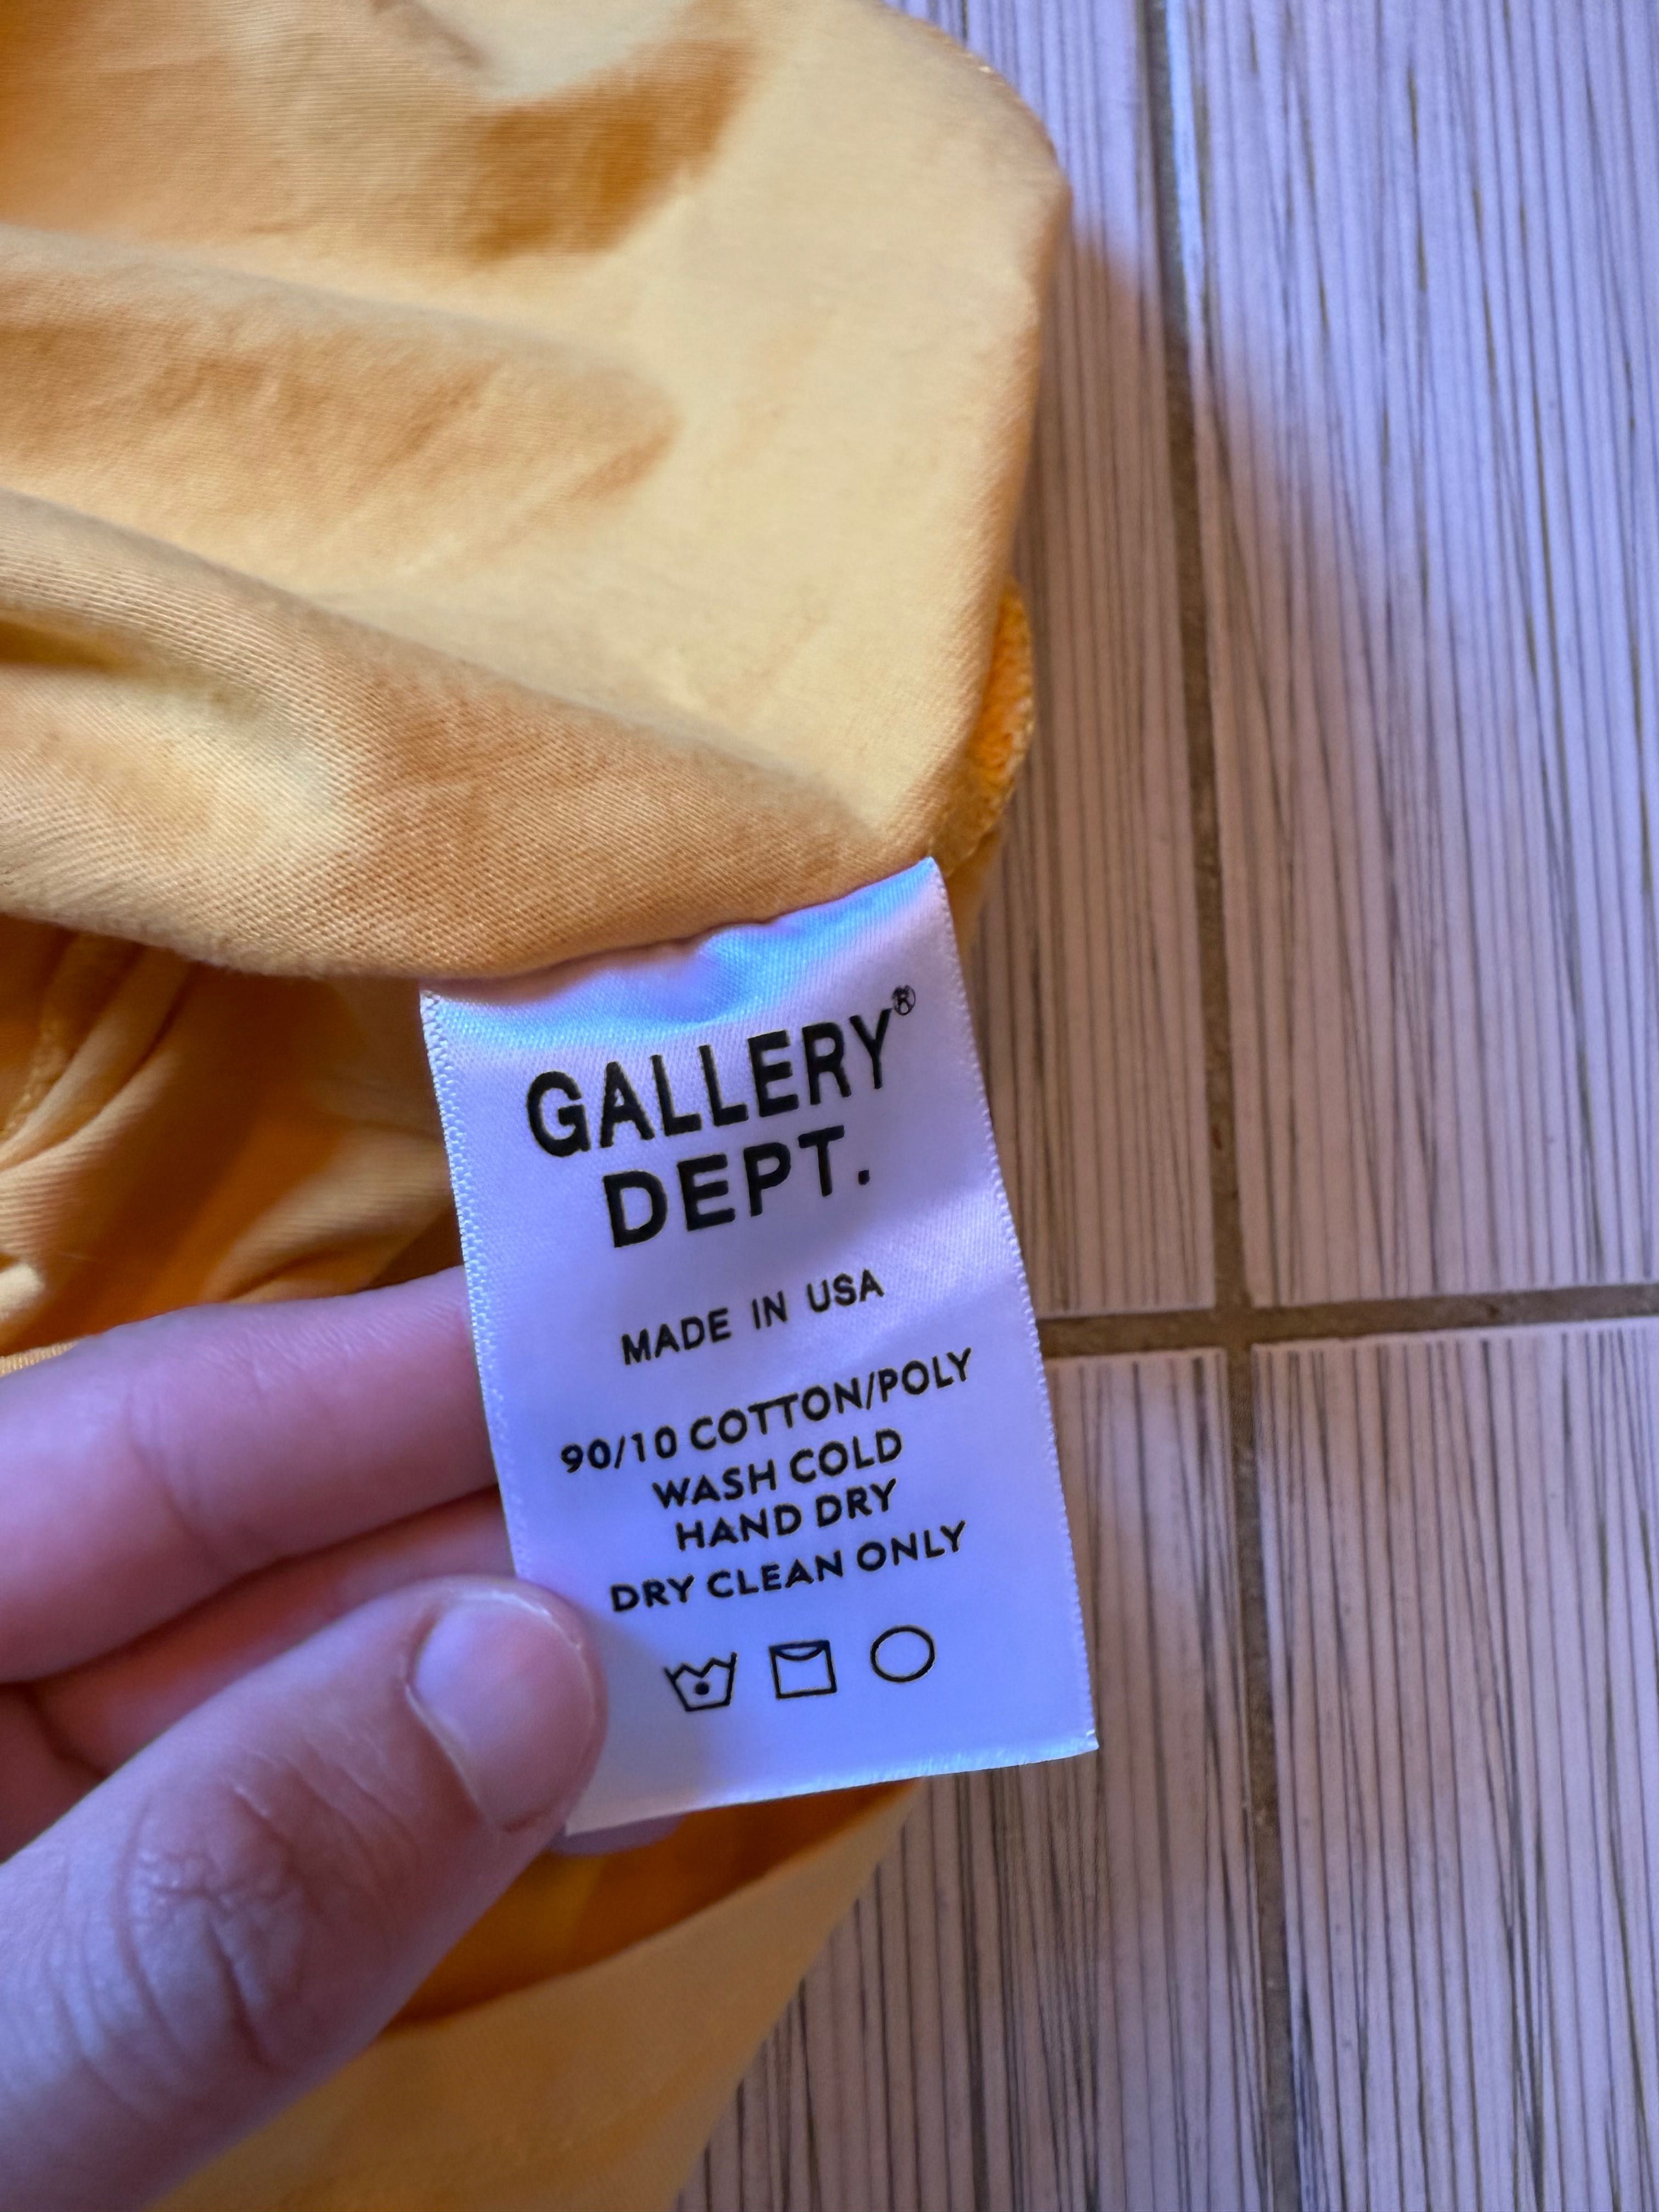 GALLERY®
DEPT.
MADE IN USA
90/10 COTTON/POLY
WASH COLD
HAND DRY
DRY CLEAN ONLY